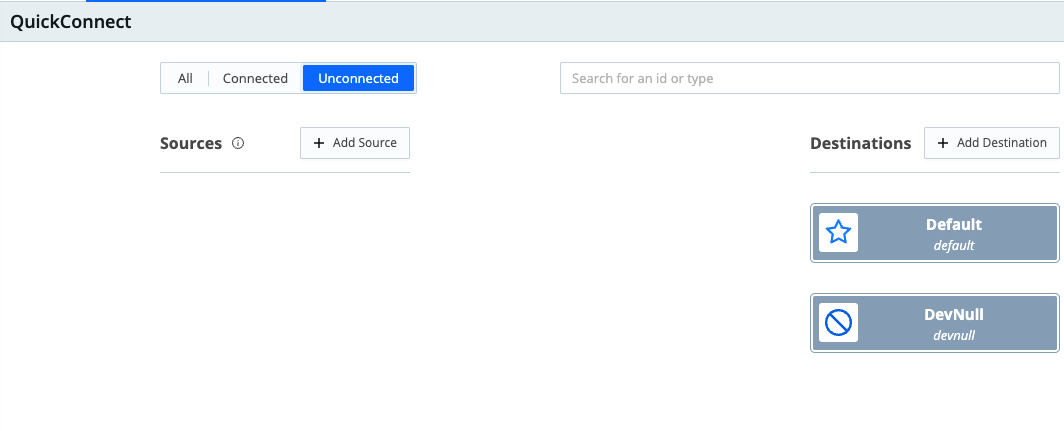 QuickConnect
All Connected Unconnected
Search for an id or type
Sources + Add Source
Destinations + Add Destination
Default
default
DevNull
devnull